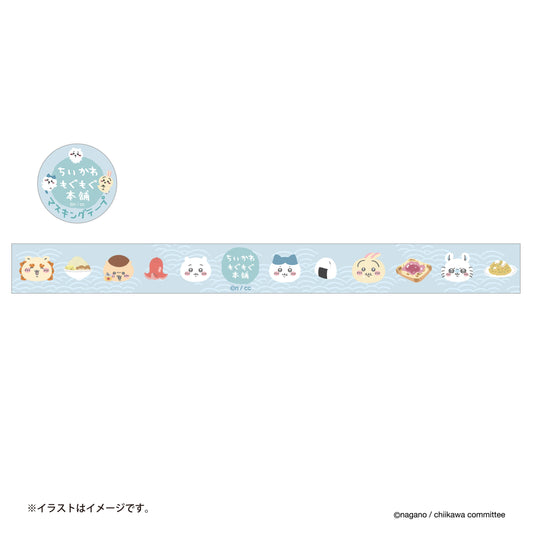 ちいかわ
もぐもぐ
本舗
©n / cc
マスキングテープ
ちいかわ
もぐもぐ
本舗
©n / cc
※イラストはイメージです。
©nagano / chiikawa committee